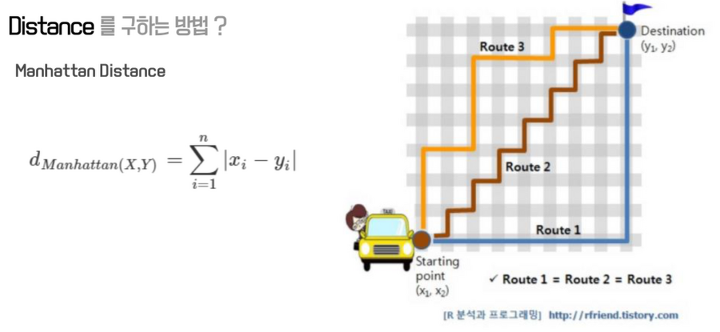 Distance 를 구하는 방법 ?
Manhattan Distance
d_{Manhattan(X,Y)} = \sum_{i=1}^{n} |x_i - y_i|
Route 3
Destination
(y₁, y₂)
Route 2
Route 1
TAXI
Starting
point
(x₁, x₂)
✓ Route 1 = Route 2 = Route 3
[R 분석과 프로그래밍] http://rfriend.tistory.com